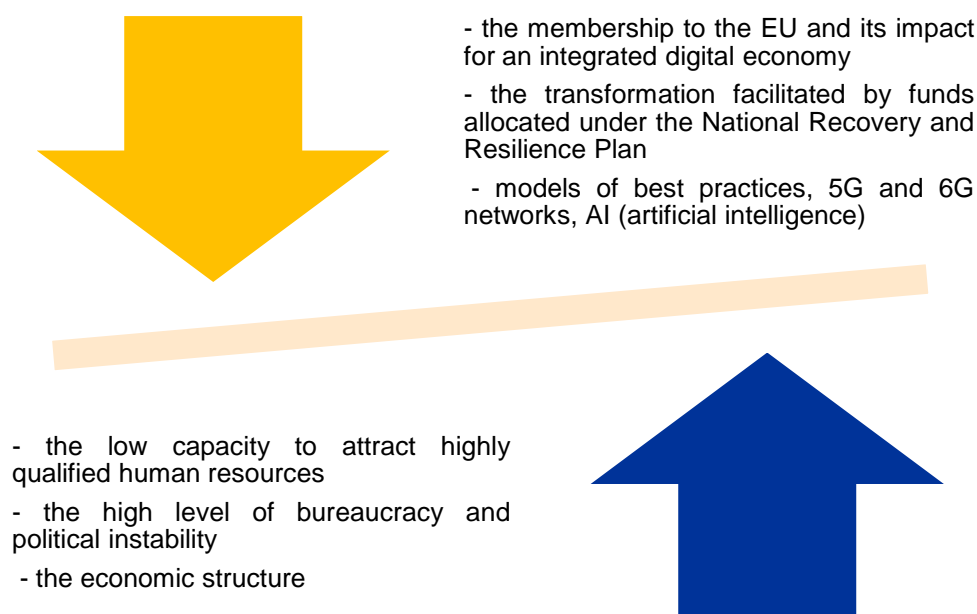 - the membership to the EU and its impact
for an integrated digital economy
- the transformation facilitated by funds
allocated under the National Recovery and
Resilience Plan
- models of best practices, 5G and 6G
networks, AI (artificial intelligence)
- the low capacity to attract highly
qualified human resources
- the high level of bureaucracy and
political instability
- the economic structure